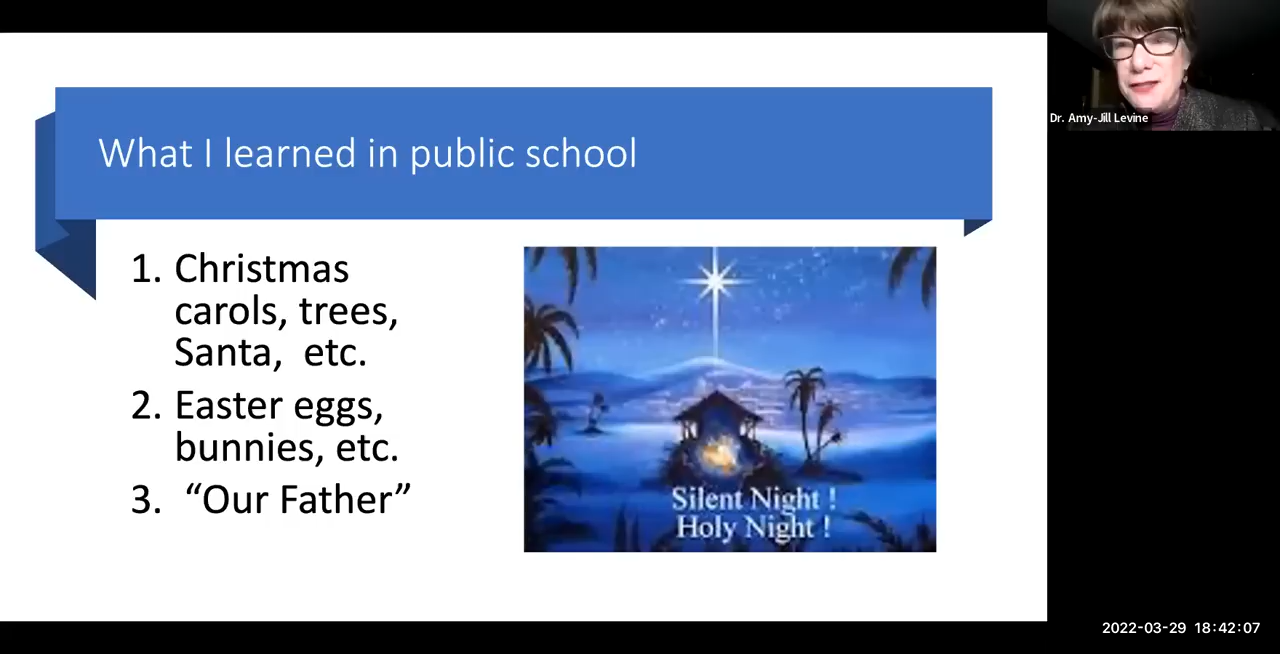 What I learned in public school
1. Christmas
carols, trees,
Santa, etc.
2. Easter eggs,
bunnies, etc.
3. “Our Father”
Silent Night !
Holy Night !
Dr. Amy-Jill Levine
2022-03-29 18:42:07